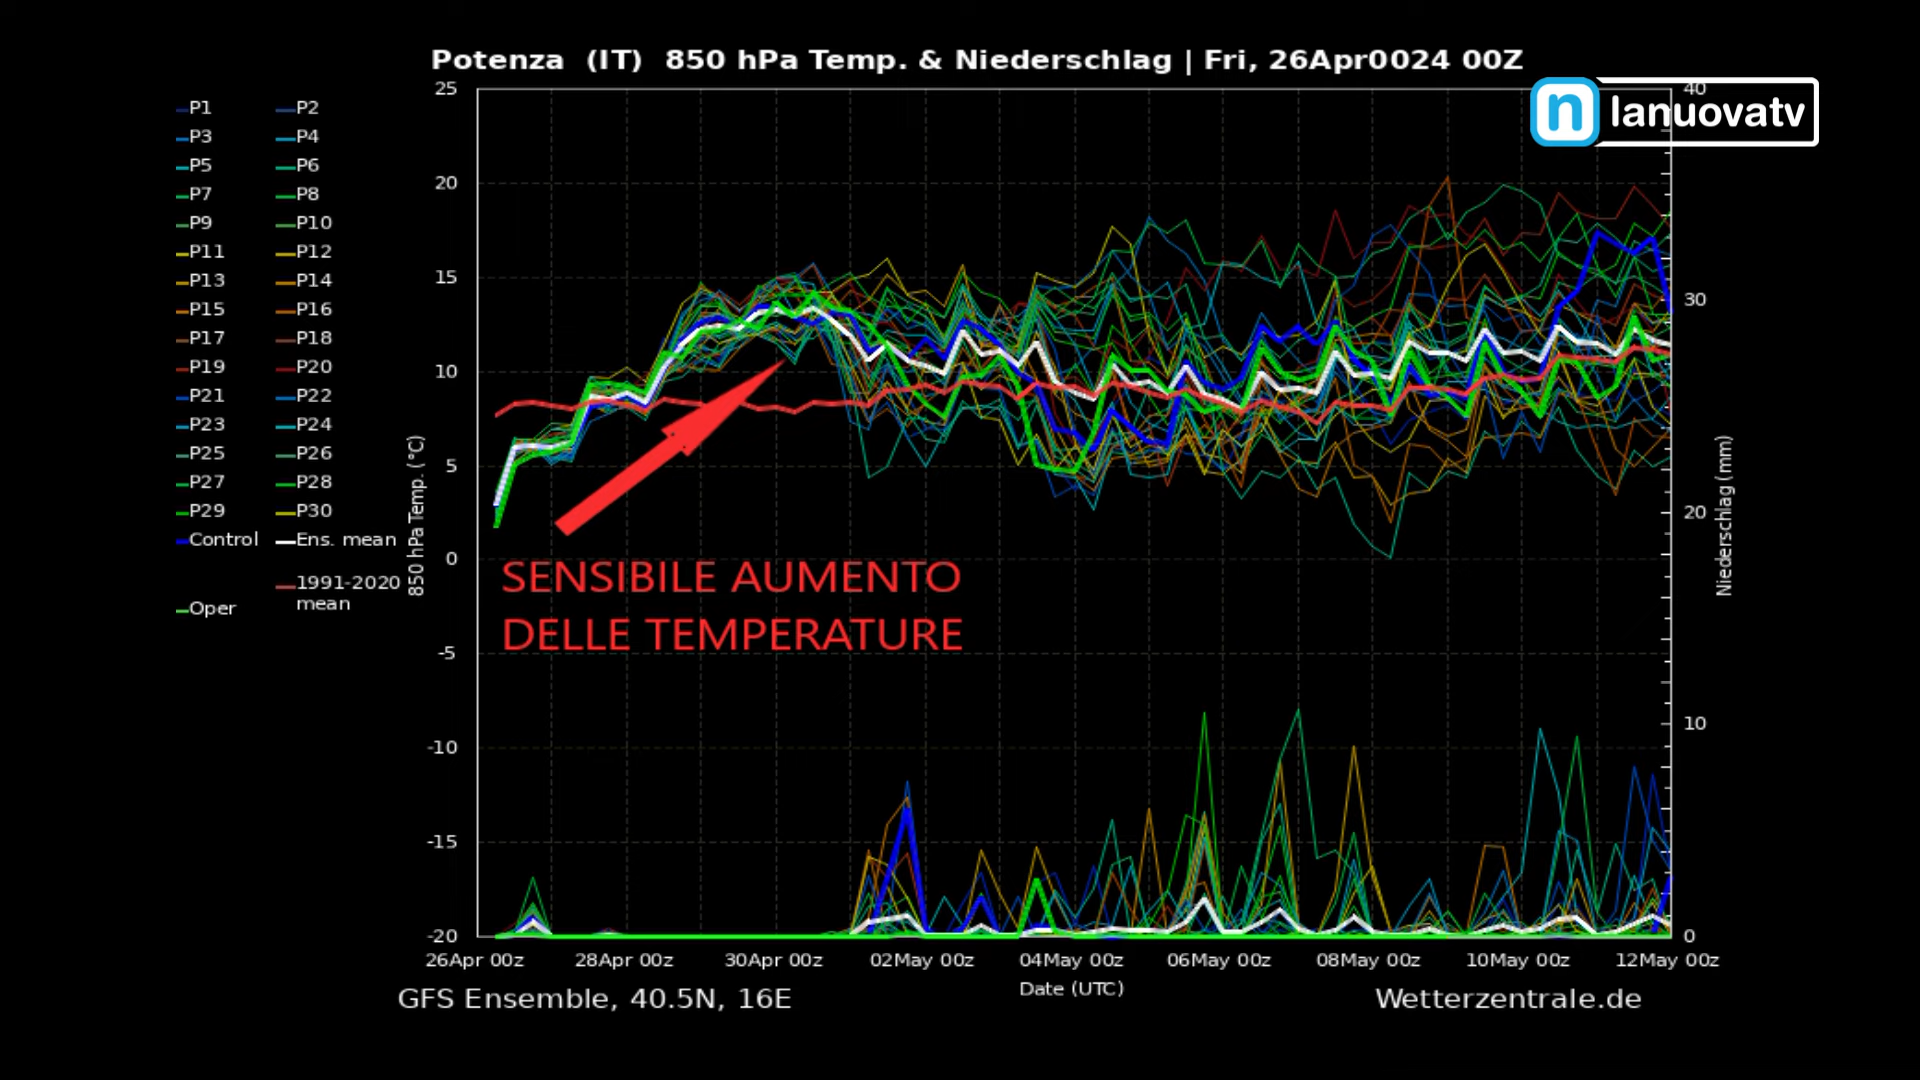 Potenza (IT) 850 hPa Temp. & Niederschlag | Fri, 26Apr0024 00Z
lanuovatv
P1 P2
P3 P4
P5 P6
P7 P8
P9 P10
P11 P12
P13 P14
P15 P16
P17 P18
P19 P20
P21 P22
P23 P24
P25 P26
P27 P28
P29 P30
Control Ens. mean
1991-2020
mean
Oper
850 hPa Temp. (°C)
25
20
15
10
5
0
-5
-10
-15
-20
SENSIBILE AUMENTO
DELLE TEMPERATURE
40
30
20
10
0
Niederschlag (mm)
26Apr 00z 28Apr 00z 30Apr 00z 02May 00z 04May 00z 06May 00z 08May 00z 10May 00z 12May 00z
Date (UTC)
GFS Ensemble, 40.5N, 16E
Wetterzentrale.de